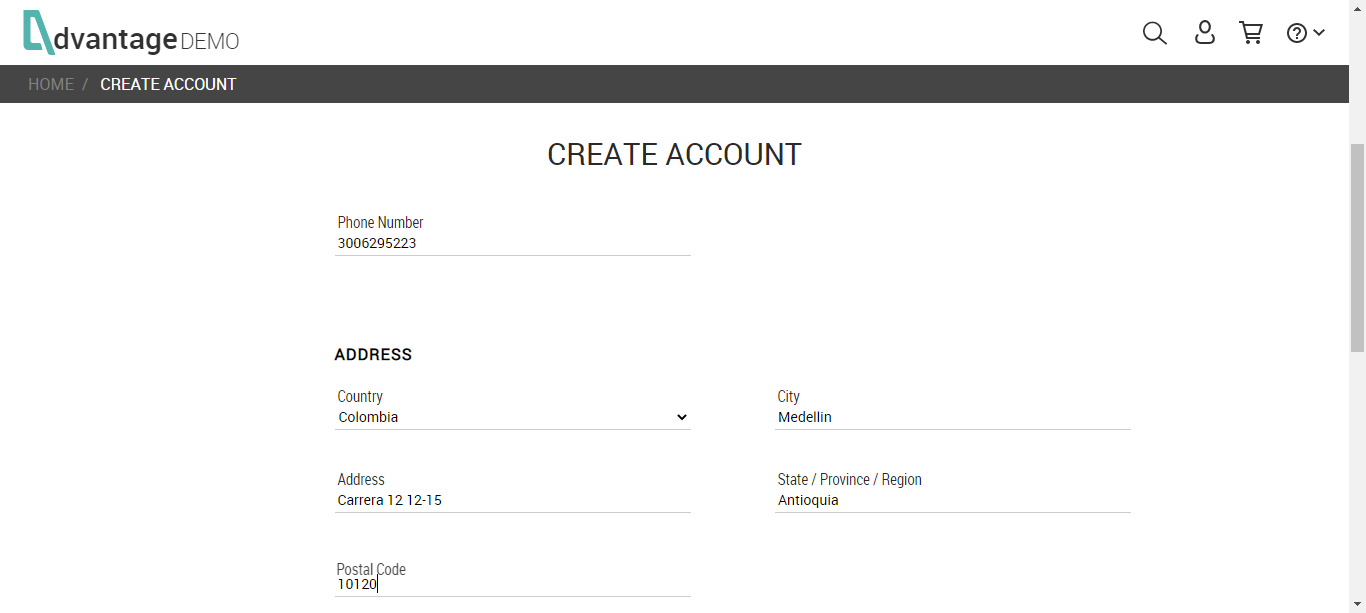 dvantage DEMO
HOME / CREATE ACCOUNT
CREATE ACCOUNT
Phone Number
3006295223
ADDRESS
Country
Colombia
City
Medellin
Address
Carrera 12 12-15
State / Province / Region
Antioquia
Postal Code
10120